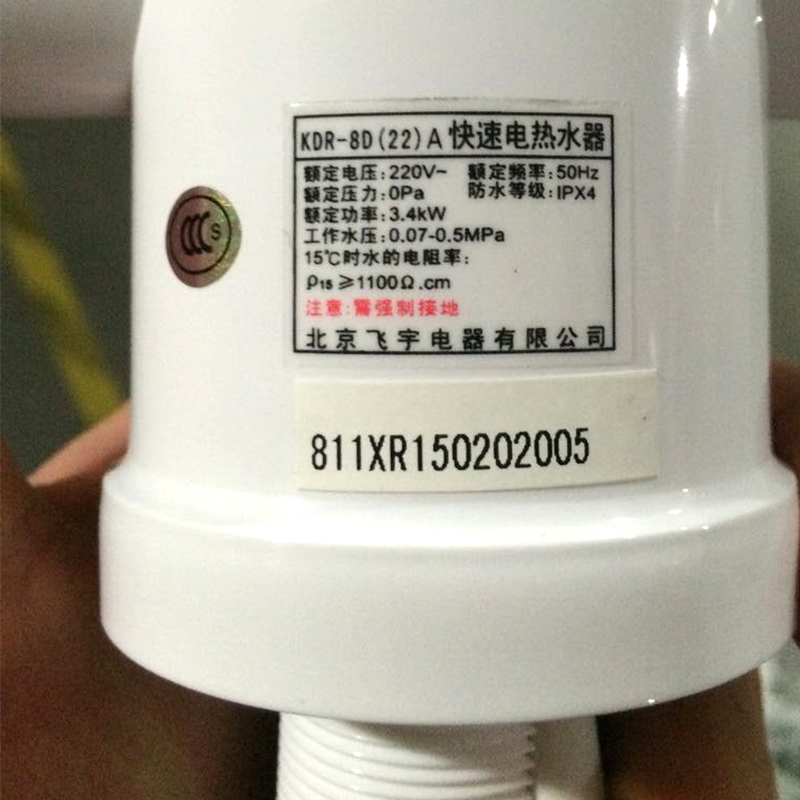 KDR-8D(22)A 快速电热水器
额定电压:220V~ 额定频率:50Hz
额定压力:0Pa 防水等级:IPX4
额定功率:3.4kW
工作水压:0.07-0.5MPa
15℃时水的电阻率:
ρ₁₅≥1100Ω.cm
注意:需强制接地
北京飞宇电器有限公司
CCC S
811XR150202005